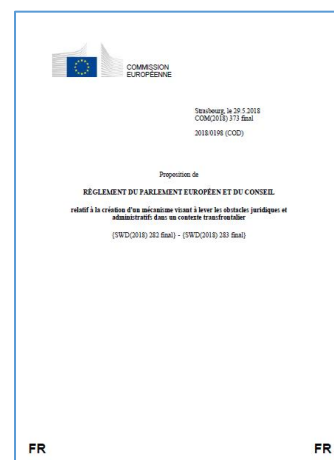 COMMISSION
EUROPÉENNE
Strasbourg, le 29.5.2018
COM(2018) 373 final
2018/0198 (COD)
Proposition de
RÈGLEMENT DU PARLEMENT EUROPÉEN ET DU CONSEIL
relatif à la création d'un mécanisme visant à lever les obstacles juridiques et
administratifs dans un contexte transfrontalier
{SWD(2018) 282 final} - {SWD(2018) 283 final}
FR FR